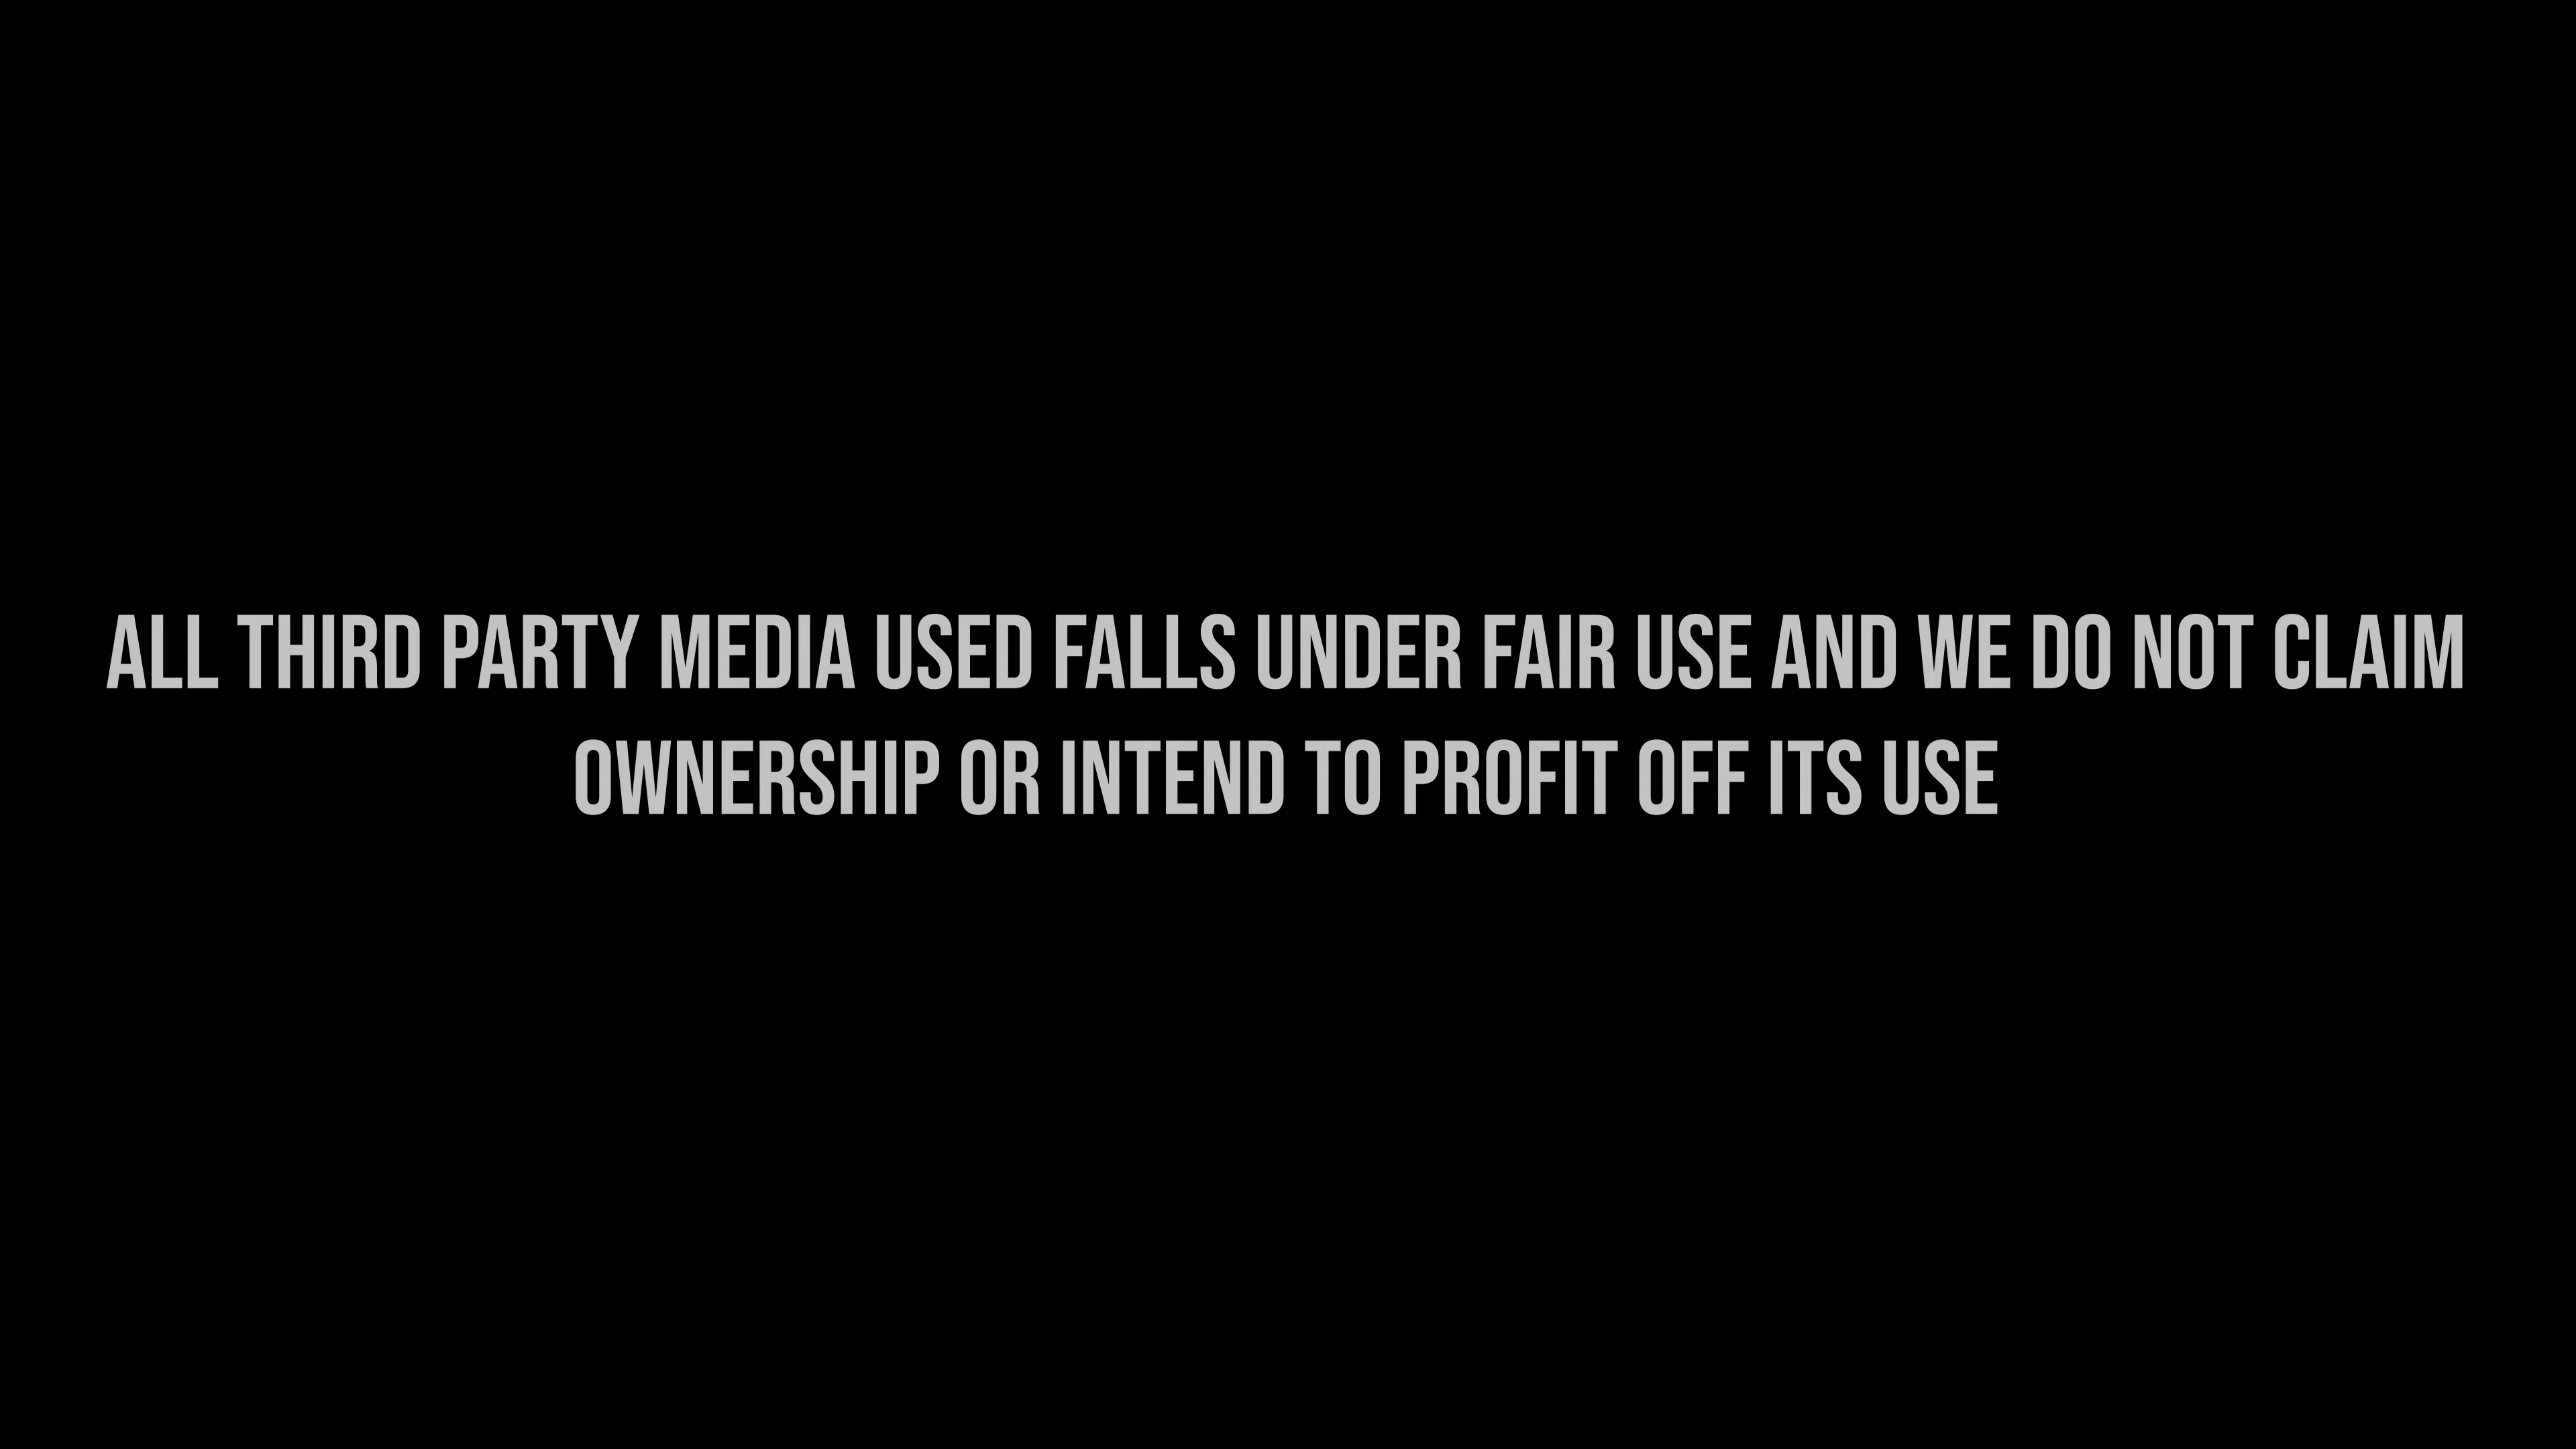 ALL THIRD PARTY MEDIA USED FALLS UNDER FAIR USE AND WE DO NOT CLAIM
OWNERSHIP OR INTEND TO PROFIT OFF ITS USE